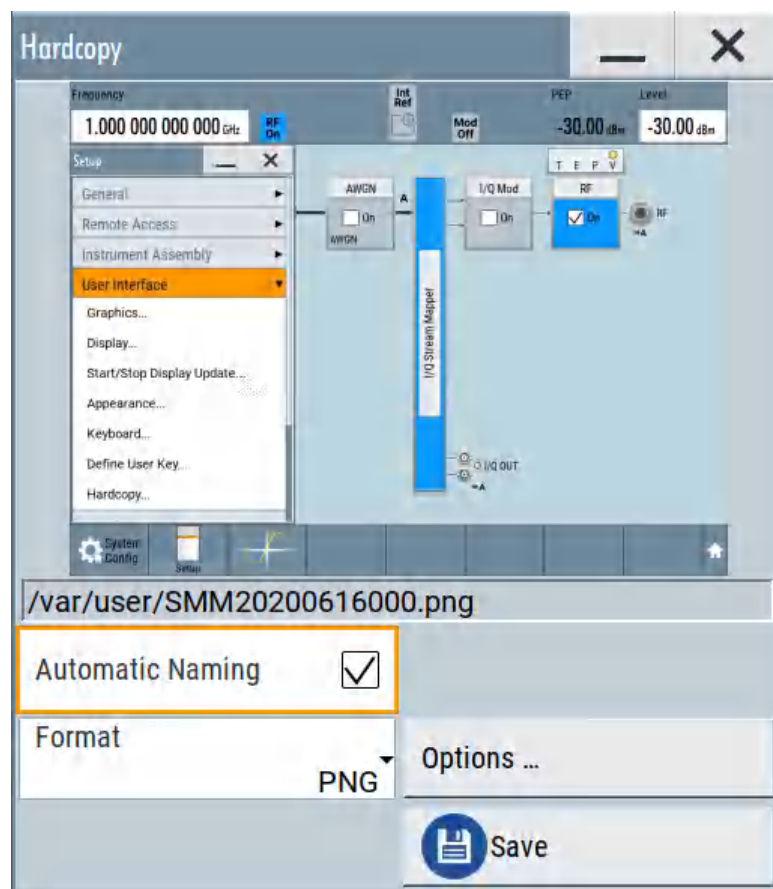 Hardcopy
Frequency
Int
Ref
PEP
Level
1.000 000 000 000 GHz
RF
On
Mod
Off
-30.00 dBm
-30.00 dBm
Setup
T E P V
General
AWGN
A
I/Q Mod
RF
On
On
On
RF
Remote Access
AWGN
∞A
Instrument Assembly
User Interface
Graphics...
I/Q Stream Mapper
Display...
Start/Stop Display Update...
Appearance...
Keyboard...
Define User Key...
I/Q OUT
∞A
Hardcopy...
System
Config
Setup
/var/user/SMM20200616000.png
Automatic Naming
Format
PNG
Options ...
Save